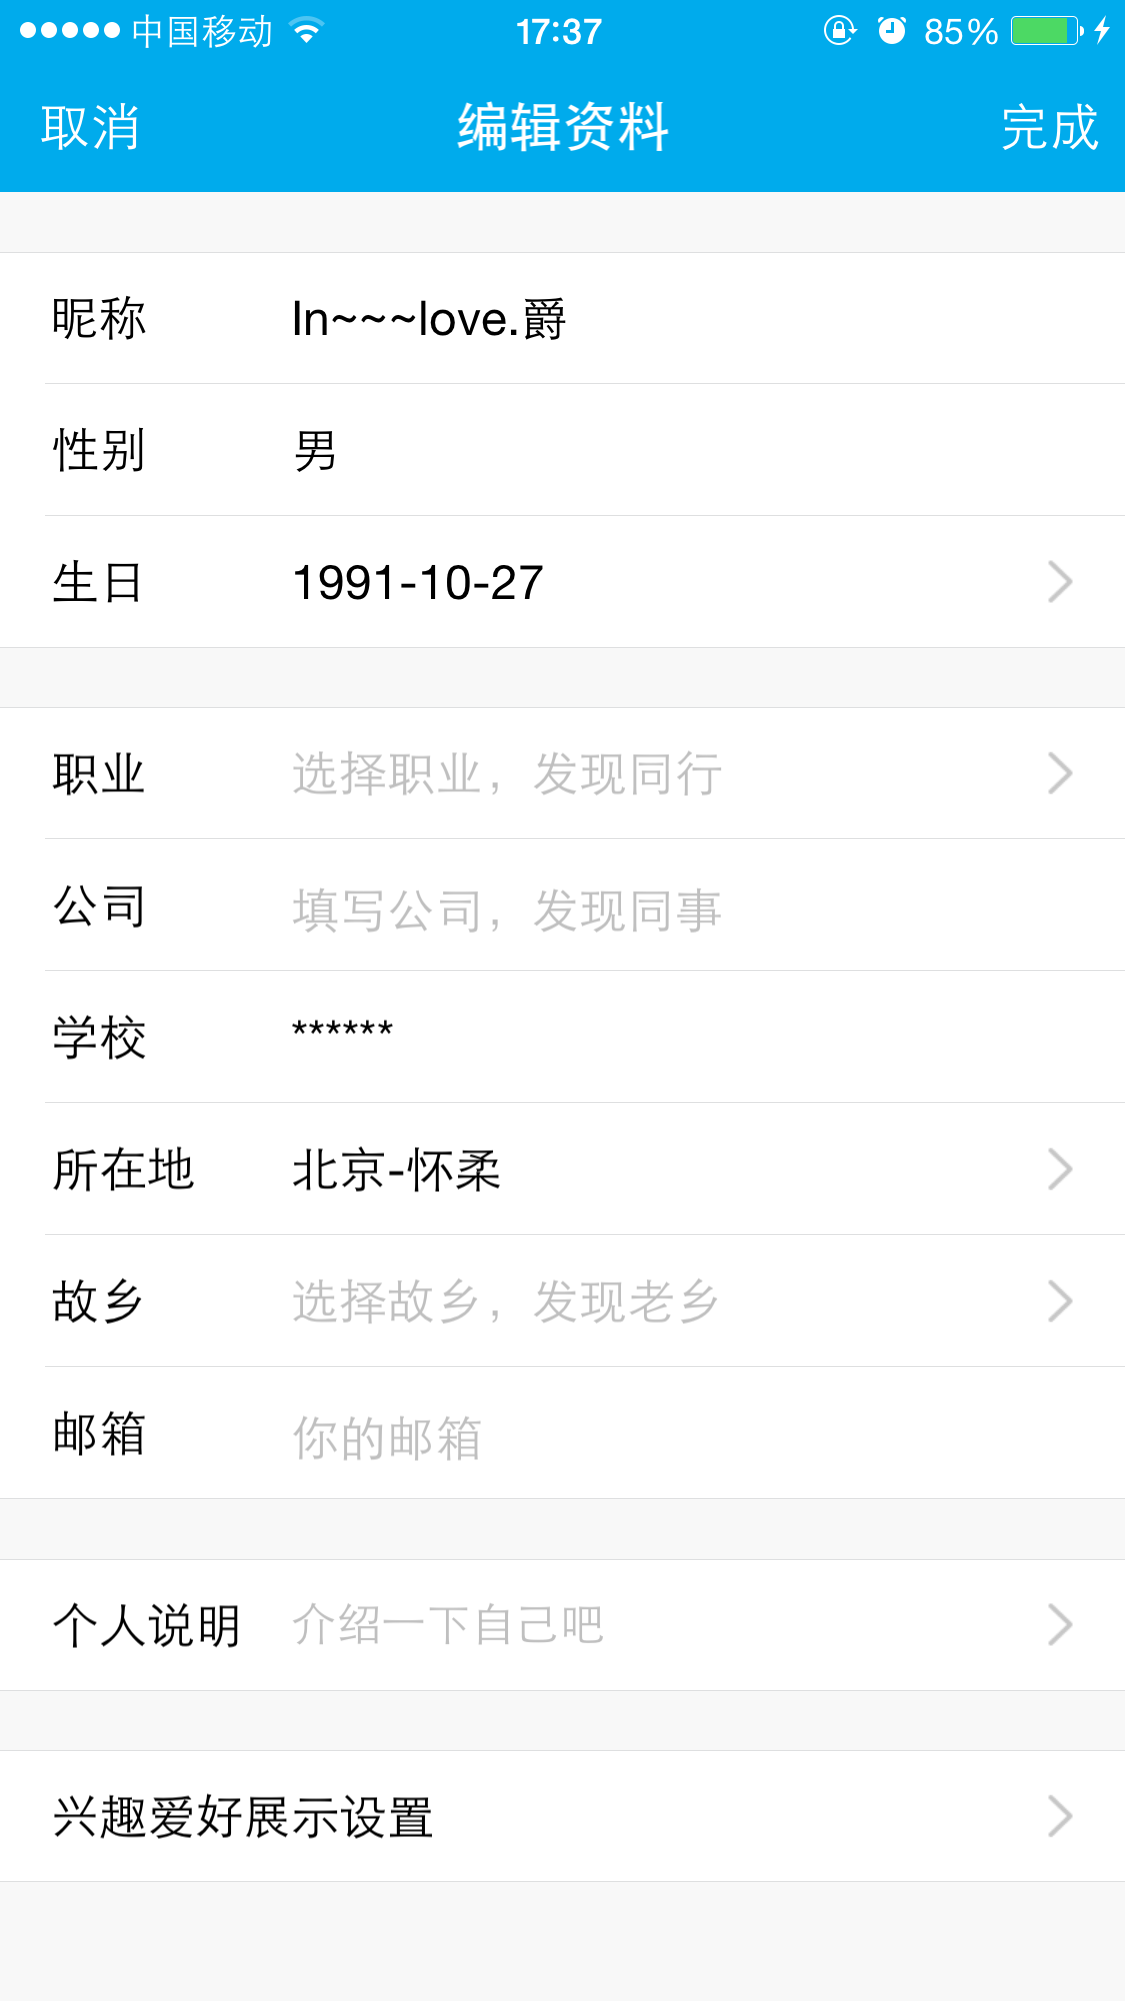 中国移动 17:37 85%
取消 编辑资料 完成
昵称 In~~~love.爵
性别 男
生日 1991-10-27
职业 选择职业，发现同行
公司 填写公司，发现同事
学校 ******
所在地 北京-怀柔
故乡 选择故乡，发现老乡
邮箱 你的邮箱
个人说明 介绍一下自己吧
兴趣爱好展示设置